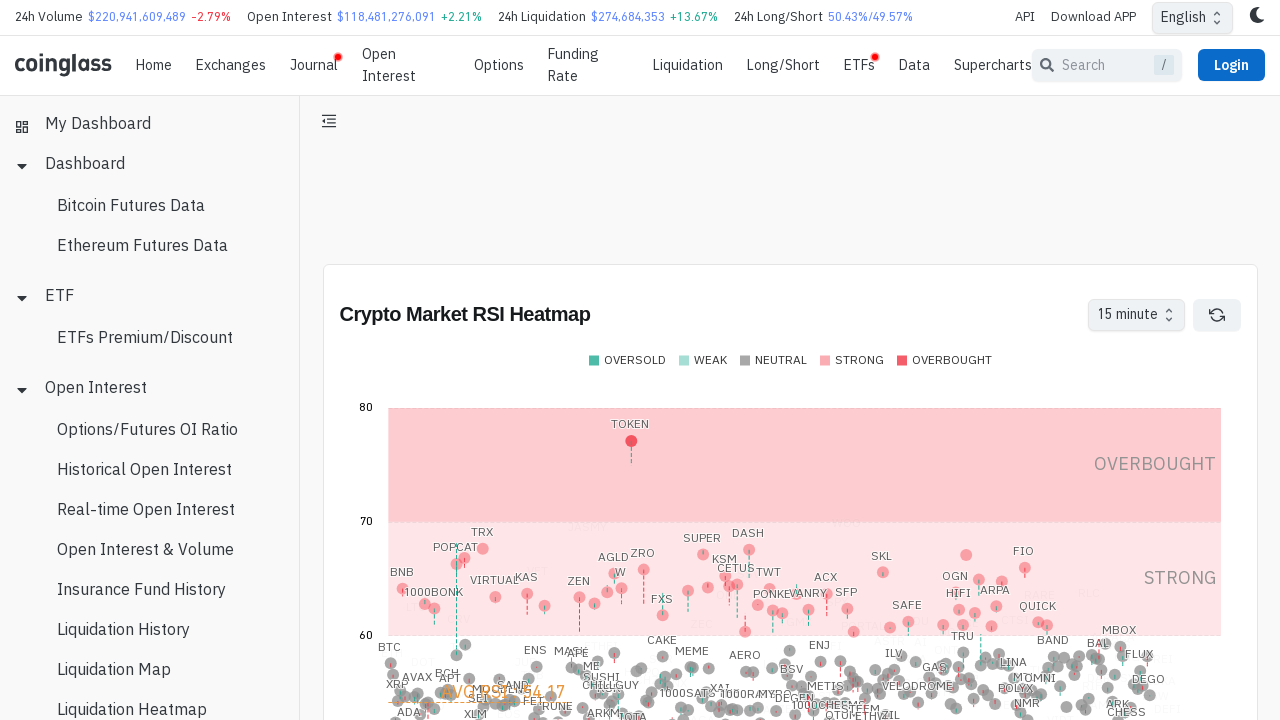 24h Volume $220,941,609,489 -2.79% Open Interest $118,481,276,091 +2.21% 24h Liquidation $274,684,353 +13.67% 24h Long/Short 50.43%/49.57% API Download APP English
coinglass Home Exchanges Journal Open Interest Options Funding Rate Liquidation Long/Short ETFs Data Supercharts Search / Login
My Dashboard
Dashboard
Bitcoin Futures Data
Ethereum Futures Data
ETF
ETFs Premium/Discount
Open Interest
Options/Futures OI Ratio
Historical Open Interest
Real-time Open Interest
Open Interest & Volume
Insurance Fund History
Liquidation History
Liquidation Map
Liquidation Heatmap
Crypto Market RSI Heatmap 15 minute
OVERSOLD WEAK NEUTRAL STRONG OVERBOUGHT
80
TOKEN
OVERBOUGHT
70
TRX SUPER DASH
POPCAT AGLD ZRO KSM SKL FIO
BNB VIRTUAL KAS ZEN W CETUS TWT ACX OGN STRONG
1000BONK FXS PONKE VANRY SFP HIFI ARPA
SAFE QUICK
60
BTC CAKE ENJ TRU BAND MBOX
ENS APE MEME AERO ILV BAL FLUX
BCH ME BSV GAS LINA
XRP AVAX APT SUSHI OMNI DEGO
SAND CHILLGUY METIS VELODROME POLYX
AVG RSI: 54.17
SEI FET 1000SATS XAI DEGEN
ADA XLM RUNE ARKM IOTA NMR ARK CHESS
ZIL